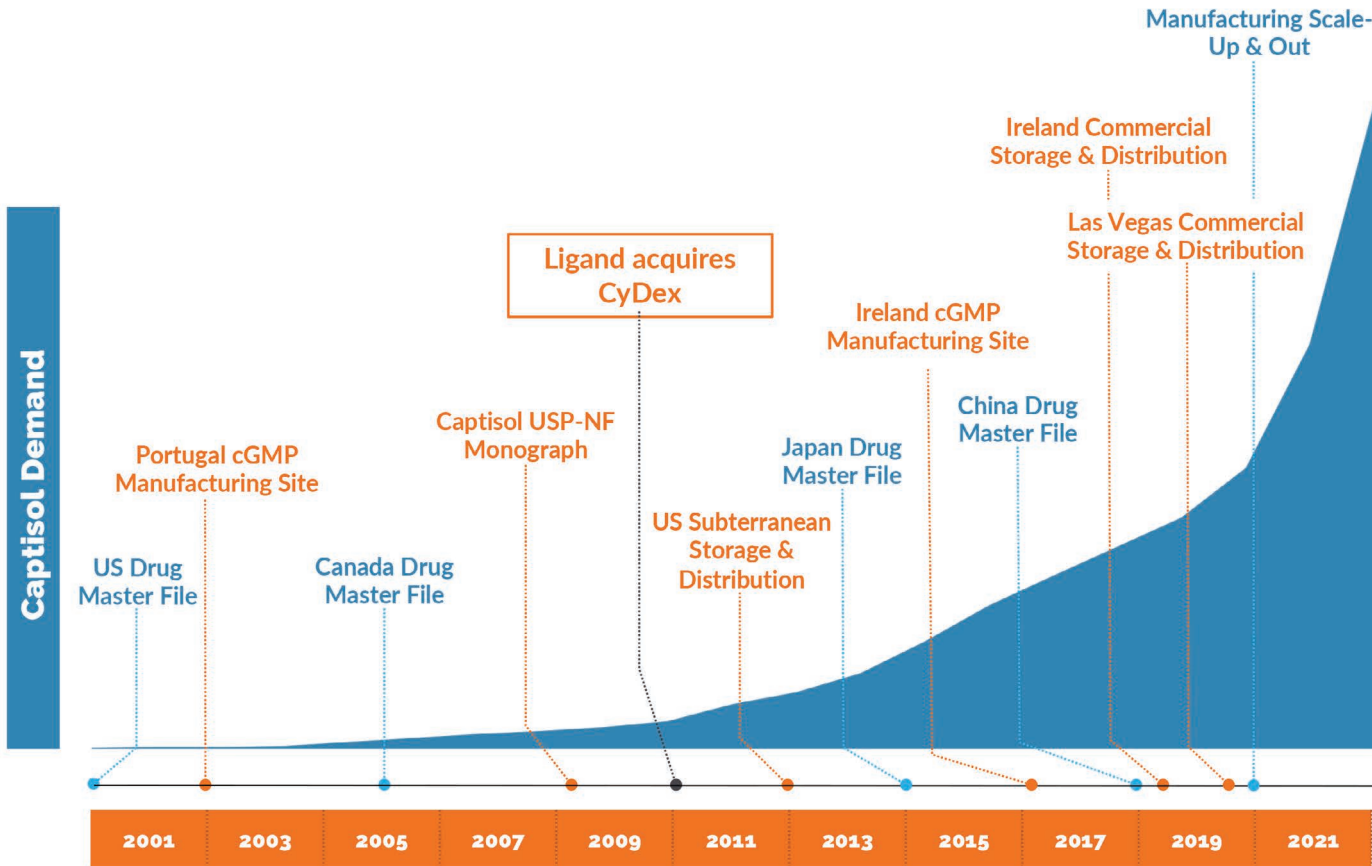 Manufacturing Scale-
Up & Out
Ireland Commercial
Storage & Distribution
Las Vegas Commercial
Storage & Distribution
Ligand acquires
CyDex
Ireland cGMP
Manufacturing Site
China Drug
Master File
Captisol USP-NF
Monograph
Japan Drug
Master File
Portugal cGMP
Manufacturing Site
US Subterranean
Storage &
Distribution
US Drug
Master File
Canada Drug
Master File
Captisol Demand
2001 2003 2005 2007 2009 2011 2013 2015 2017 2019 2021